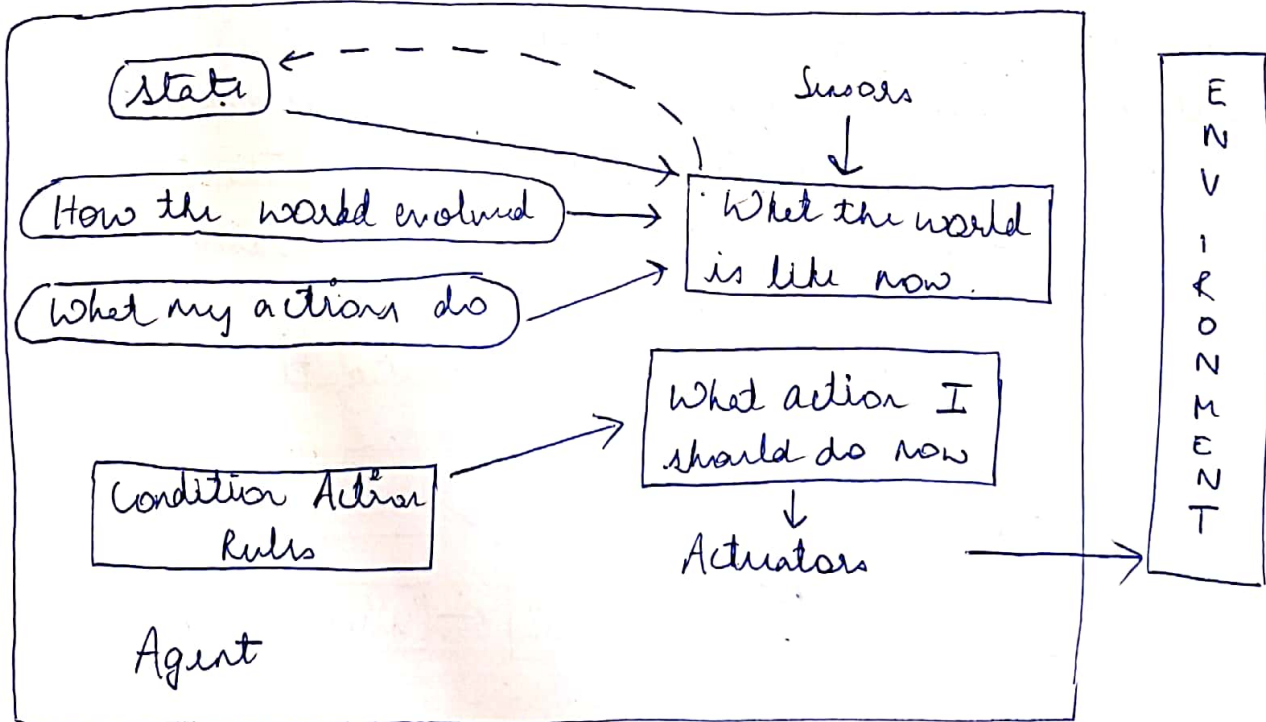 State
Sensors
How the world evolved
What the world
is like now.
What my actions do
What action I
should do now
Condition Action
Rules
Actuators
Agent
ENVIRONMENT